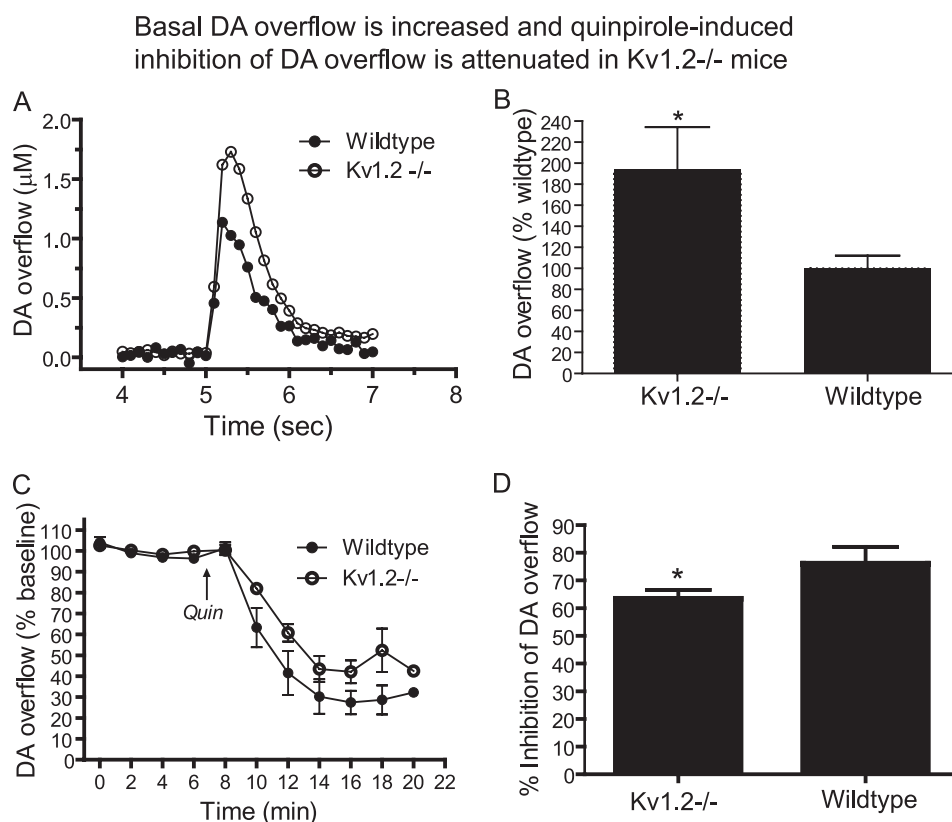 Basal DA overflow is increased and quinpirole-induced
inhibition of DA overflow is attenuated in Kv1.2-/- mice
A
DA overflow (μM)
2.0
1.5
1.0
0.5
0.0
Wildtype
Kv1.2 -/-
4 5 6 7 8
Time (sec)
B
DA overflow (% wildtype)
240
220
200
180
160
140
120
100
80
60
40
20
0
*
Kv1.2-/- Wildtype
C
DA overflow (% baseline)
110
100
90
80
70
60
50
40
30
20
10
0
Wildtype
Kv1.2-/-
Quin
0 2 4 6 8 10 12 14 16 18 20 22
Time (min)
D
% Inhibition of DA overflow
90
80
70
60
50
40
30
20
10
0
*
Kv1.2-/- Wildtype